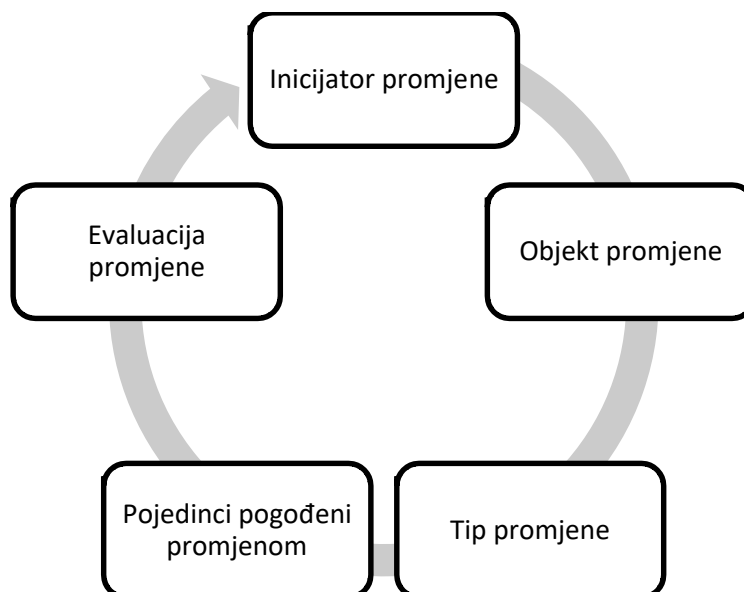 Inicijator promjene
Objekt promjene
Tip promjene
Pojedinci pogođeni
promjenom
Evaluacija
promjene